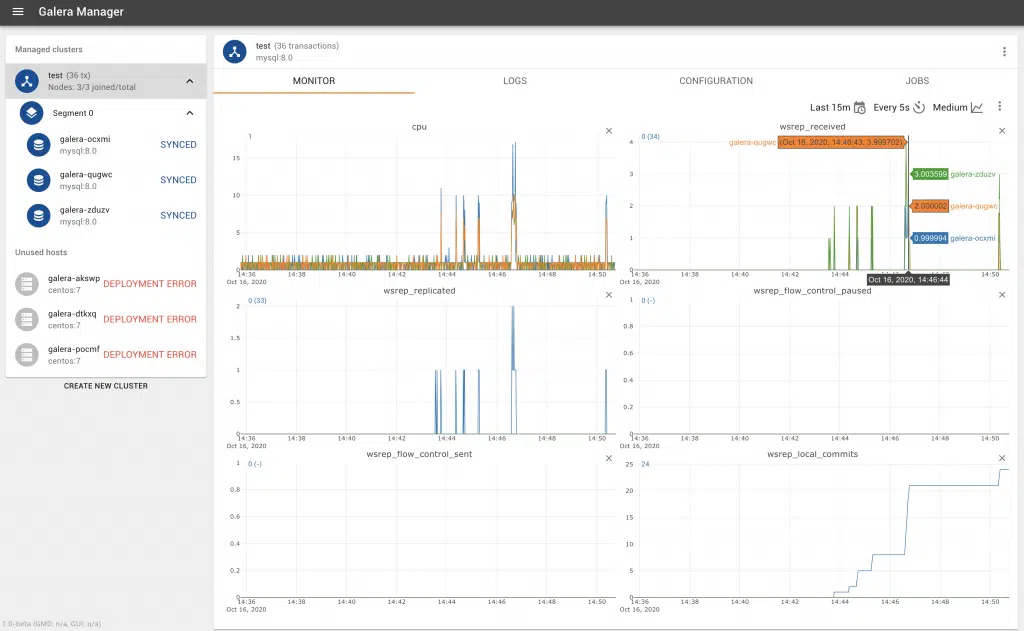 Galera Manager
Managed clusters
test (36 tx)
Nodes: 3/3 joined/total
Segment 0
galera-ocxmi
mysql:8.0
SYNCED
galera-qugwc
mysql:8.0
SYNCED
galera-zduzv
mysql:8.0
SYNCED
Unused hosts
galera-akswp
centos:7
DEPLOYMENT ERROR
galera-dtkxq
centos:7
DEPLOYMENT ERROR
galera-pocmf
centos:7
DEPLOYMENT ERROR
CREATE NEW CLUSTER
1.0-beta (GMD: n/a, GUI: n/a)
test (36 transactions)
mysql:8.0
MONITOR
LOGS
CONFIGURATION
JOBS
Last 15m
Every 5s
Medium
cpu
1
15
10
5
0
14:36 14:38 14:40 14:42 14:44 14:46 14:48 14:50
Oct 16, 2020
wsrep_received
0 (34)
4
3
2
1
0
galera-qugwc (Oct 16, 2020, 14:46:43, 3.999702)
3.003599 galera-zduzv
2.000002 galera-qugwc
0.999994 galera-ocxmi
14:36 14:38 14:40 14:42 14:44 14:46 14:48 14:50
Oct 16, 2020
Oct 16, 2020, 14:46:44
wsrep_replicated
0 (33)
2
1.5
1
0.5
0
14:36 14:38 14:40 14:42 14:44 14:46 14:48 14:50
Oct 16, 2020
wsrep_flow_control_paused
0 (-)
1
0.8
0.6
0.4
0.2
0
14:36 14:38 14:40 14:42 14:44 14:46 14:48 14:50
Oct 16, 2020
wsrep_flow_control_sent
0 (-)
1
0.8
0.6
0.4
0.2
0
14:36 14:38 14:40 14:42 14:44 14:46 14:48 14:50
Oct 16, 2020
wsrep_local_commits
24
25
20
15
10
5
0
14:36 14:38 14:40 14:42 14:44 14:46 14:48 14:50
Oct 16, 2020